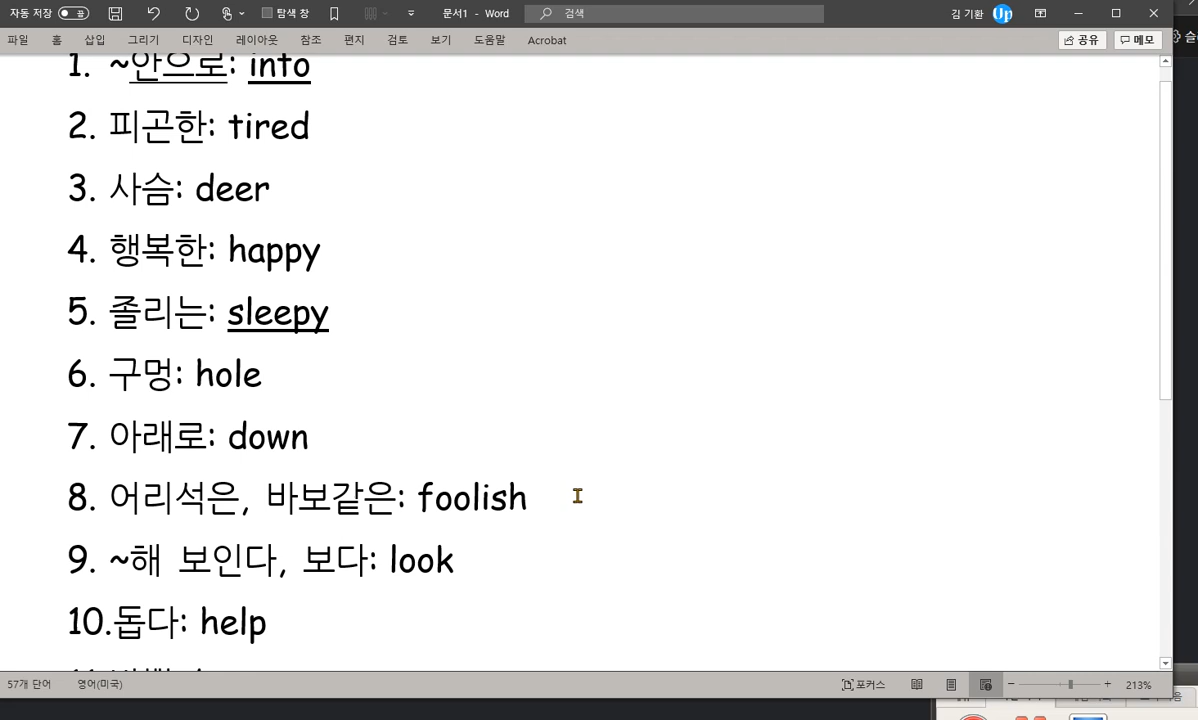 자동 저장 끔 탐색 창 문서1 - Word 검색 김 기환 Up
파일 홈 삽입 그리기 디자인 레이아웃 참조 편지 검토 보기 도움말 Acrobat 공유 메모
1. ~안으로: into
2. 피곤한: tired
3. 사슴: deer
4. 행복한: happy
5. 졸리는: sleepy
6. 구멍: hole
7. 아래로: down
8. 어리석은, 바보같은: foolish
9. ~해 보인다, 보다: look
10.돕다: help
57개 단어 영어(미국) 포커스 213%